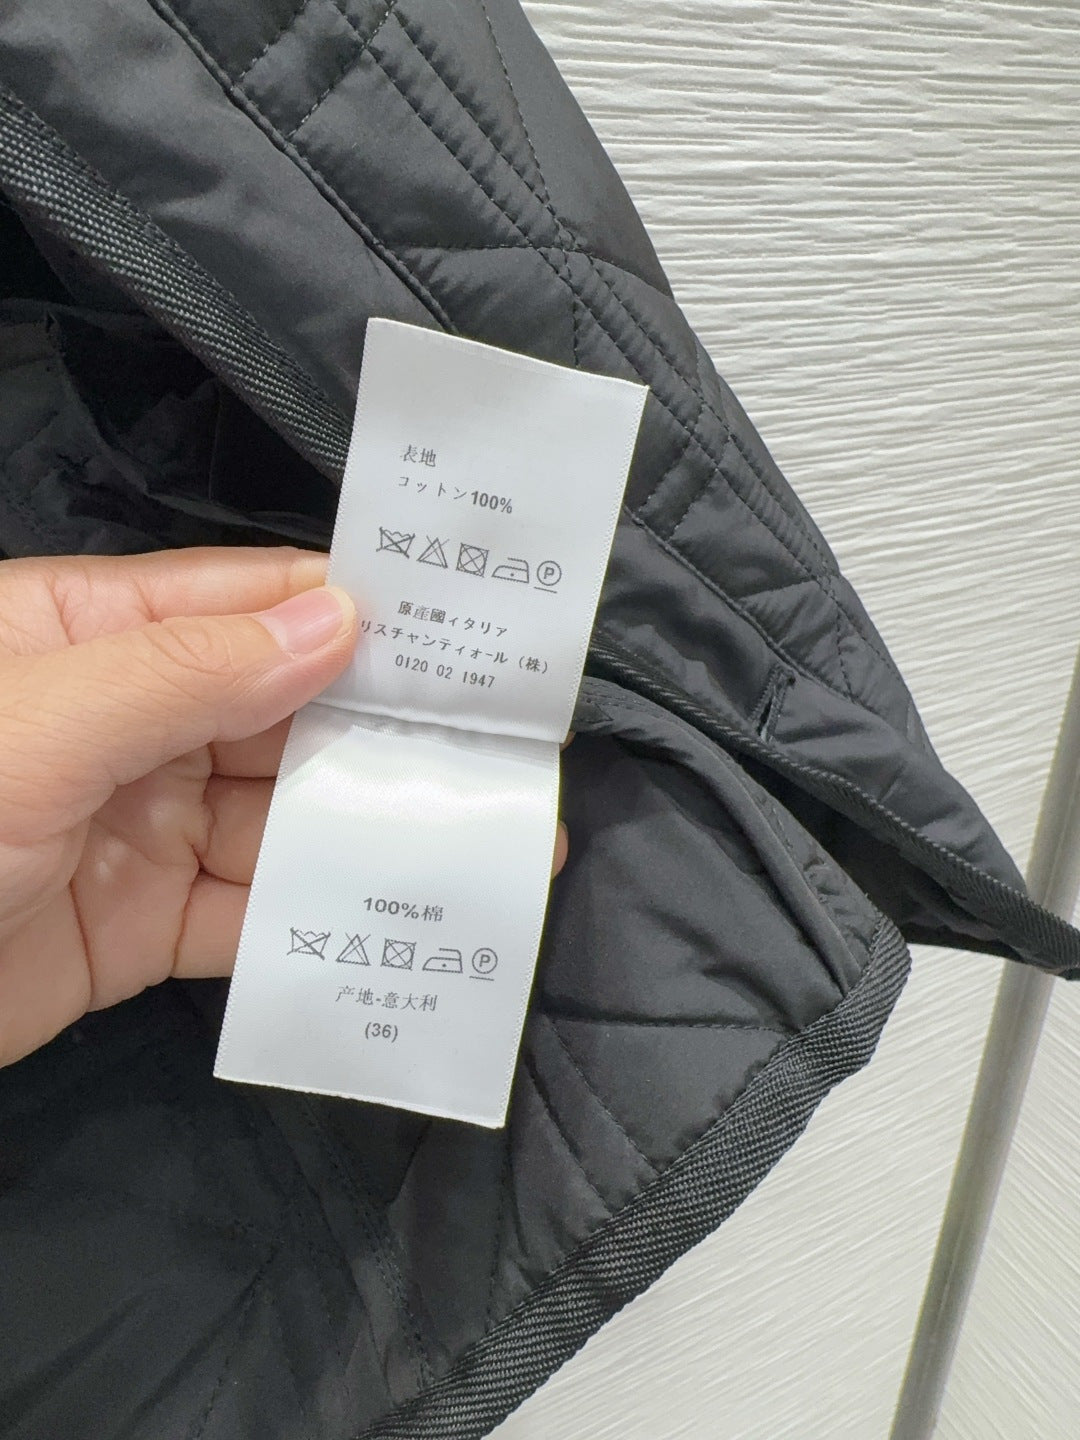 表地
コットン100%
P
原産國ィタリア
リスチャンティオール（株）
0120 02 1947
100%棉
P
产地-意大利
(36)